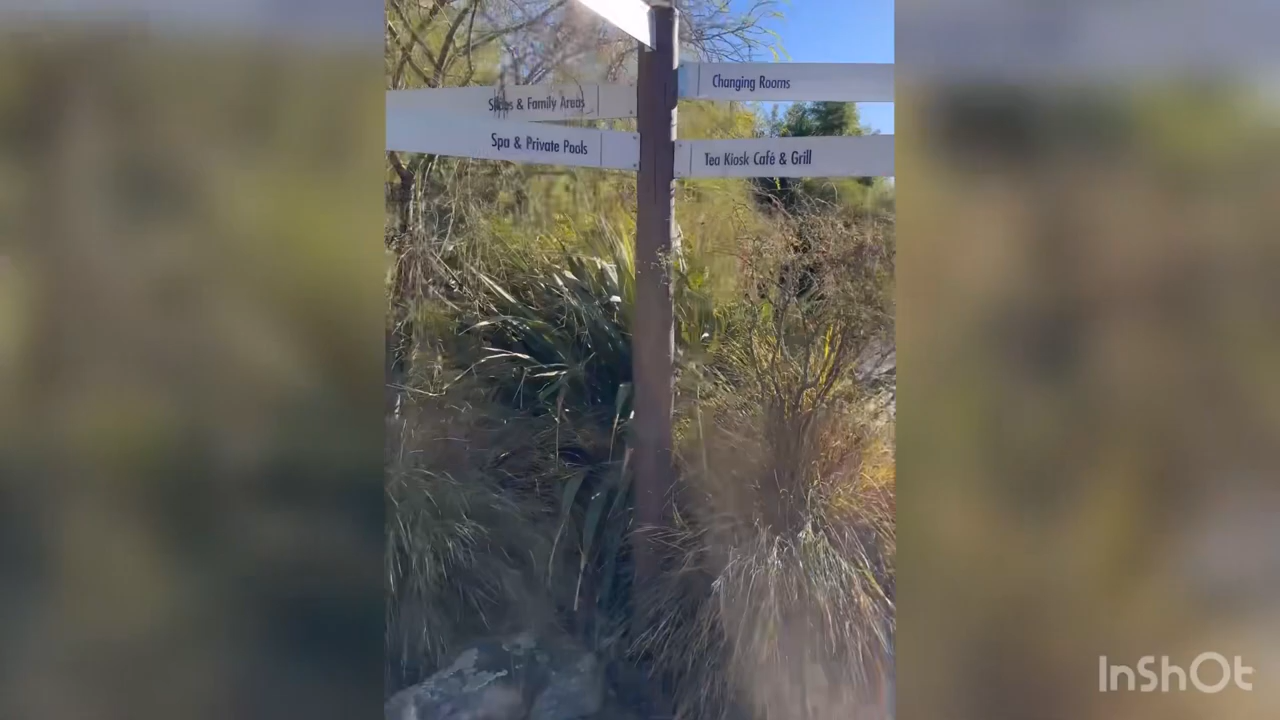 Changing Rooms
Slides & Family Areas
Spa & Private Pools
Tea Kiosk Café & Grill
InShOt